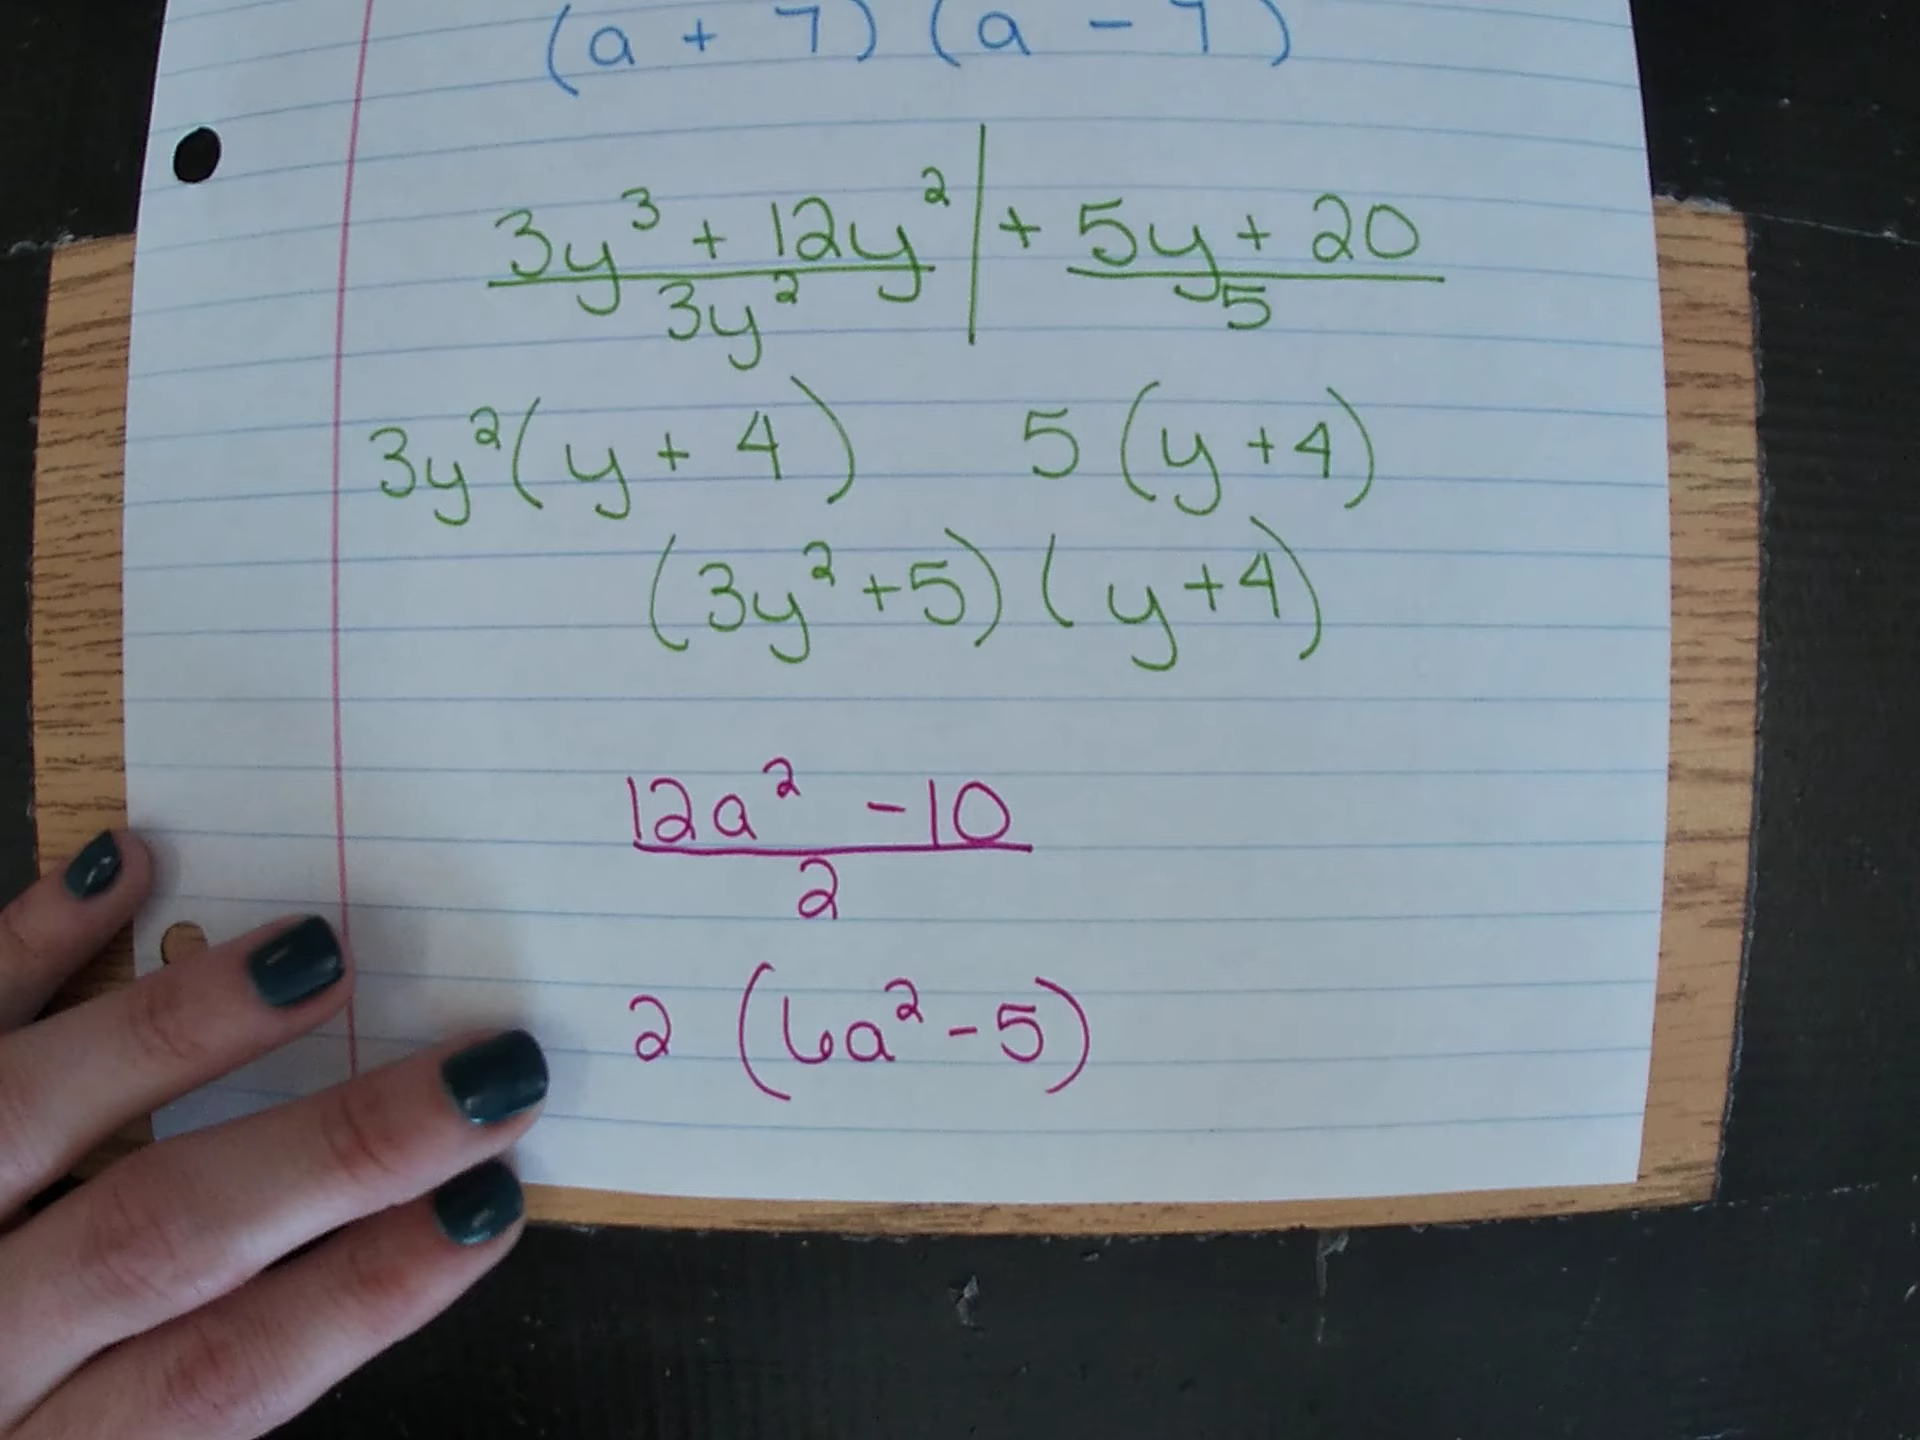 (a + 7) (a - 7)
3y³ + 12y² | + 5y + 20
3y² 5
3y²(y + 4) 5(y+4)
(3y²+5)(y+4)
12a² -10
2
2 (6a²-5)